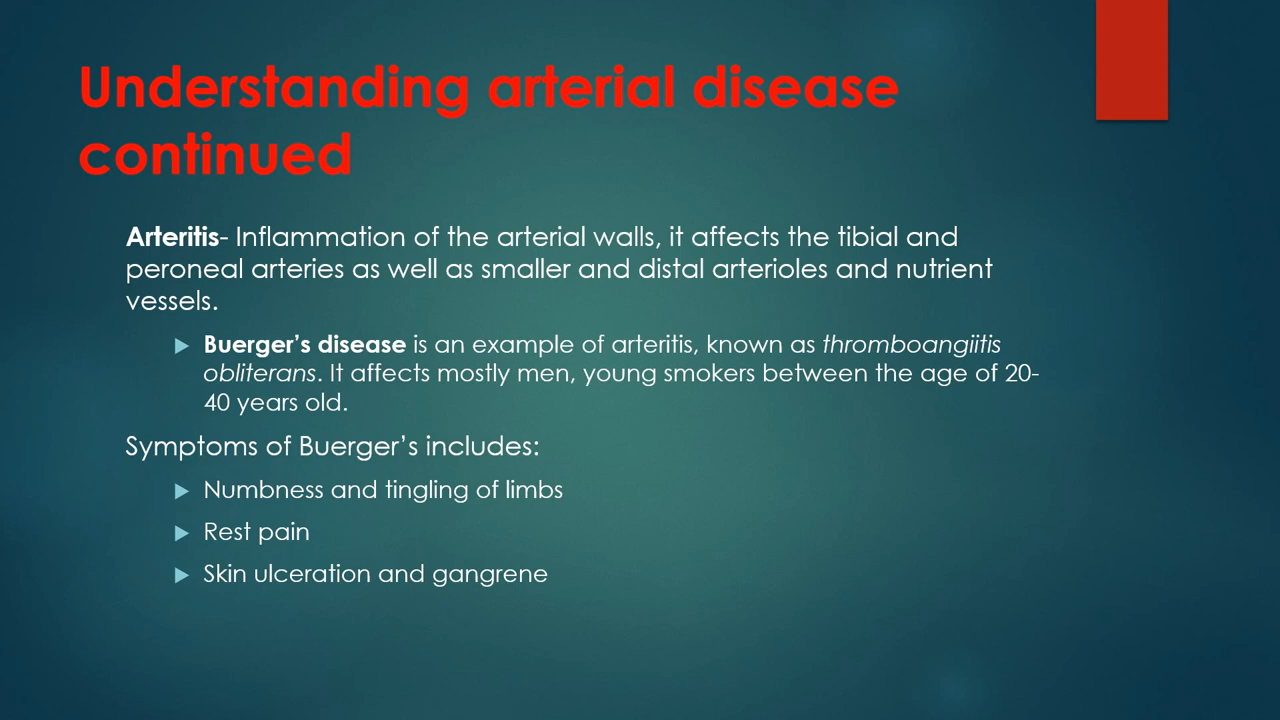 Understanding arterial disease
continued
Arteritis- Inflammation of the arterial walls, it affects the tibial and
peroneal arteries as well as smaller and distal arterioles and nutrient
vessels.
Buerger’s disease is an example of arteritis, known as thromboangiitis
obliterans. It affects mostly men, young smokers between the age of 20-
40 years old.
Symptoms of Buerger’s includes:
Numbness and tingling of limbs
Rest pain
Skin ulceration and gangrene